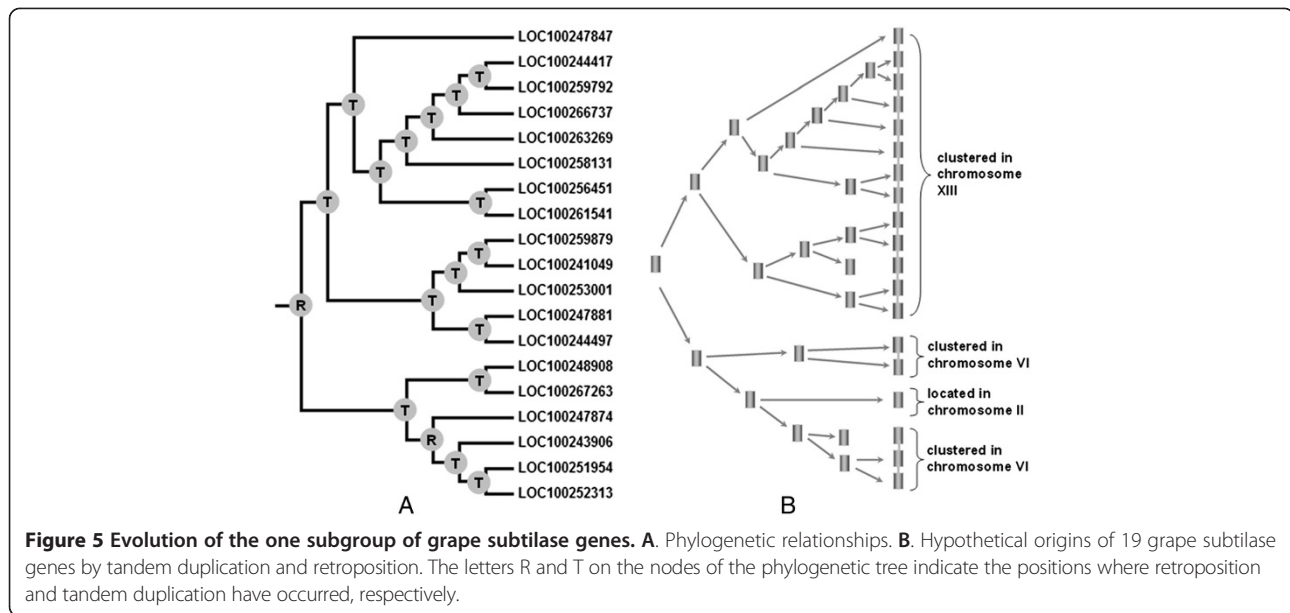 LOC100247847
LOC100244417
LOC100259792
LOC100266737
LOC100263269
LOC100258131
LOC100256451
LOC100261541
LOC100259879
LOC100241049
LOC100253001
LOC100247881
LOC100244497
LOC100248908
LOC100267263
LOC100247874
LOC100243906
LOC100251954
LOC100252313
T
T
T
T
T
T
T
T
T
T
T
T
R
T
T
R
T
T
A
clustered in
chromosome
XIII
clustered in
chromosome VI
located in
chromosome II
clustered in
chromosome VI
B
Figure 5 Evolution of the one subgroup of grape subtilase genes. A. Phylogenetic relationships. B. Hypothetical origins of 19 grape subtilase
genes by tandem duplication and retroposition. The letters R and T on the nodes of the phylogenetic tree indicate the positions where retroposition
and tandem duplication have occurred, respectively.